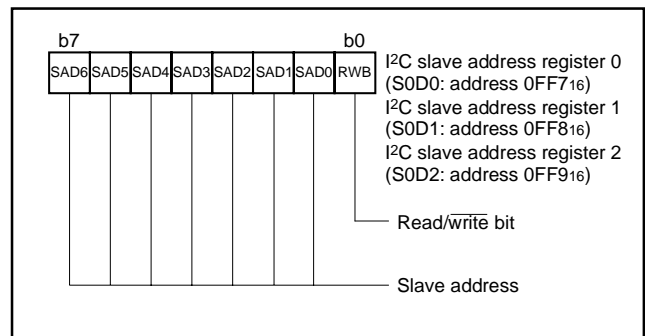 b7 b0
SAD6 SAD5 SAD4 SAD3 SAD2 SAD1 SAD0 RWB
I²C slave address register 0
(S0D0: address 0FF7₁₆)
I²C slave address register 1
(S0D1: address 0FF8₁₆)
I²C slave address register 2
(S0D2: address 0FF9₁₆)
Read/w̅r̅i̅t̅e̅ bit
Slave address